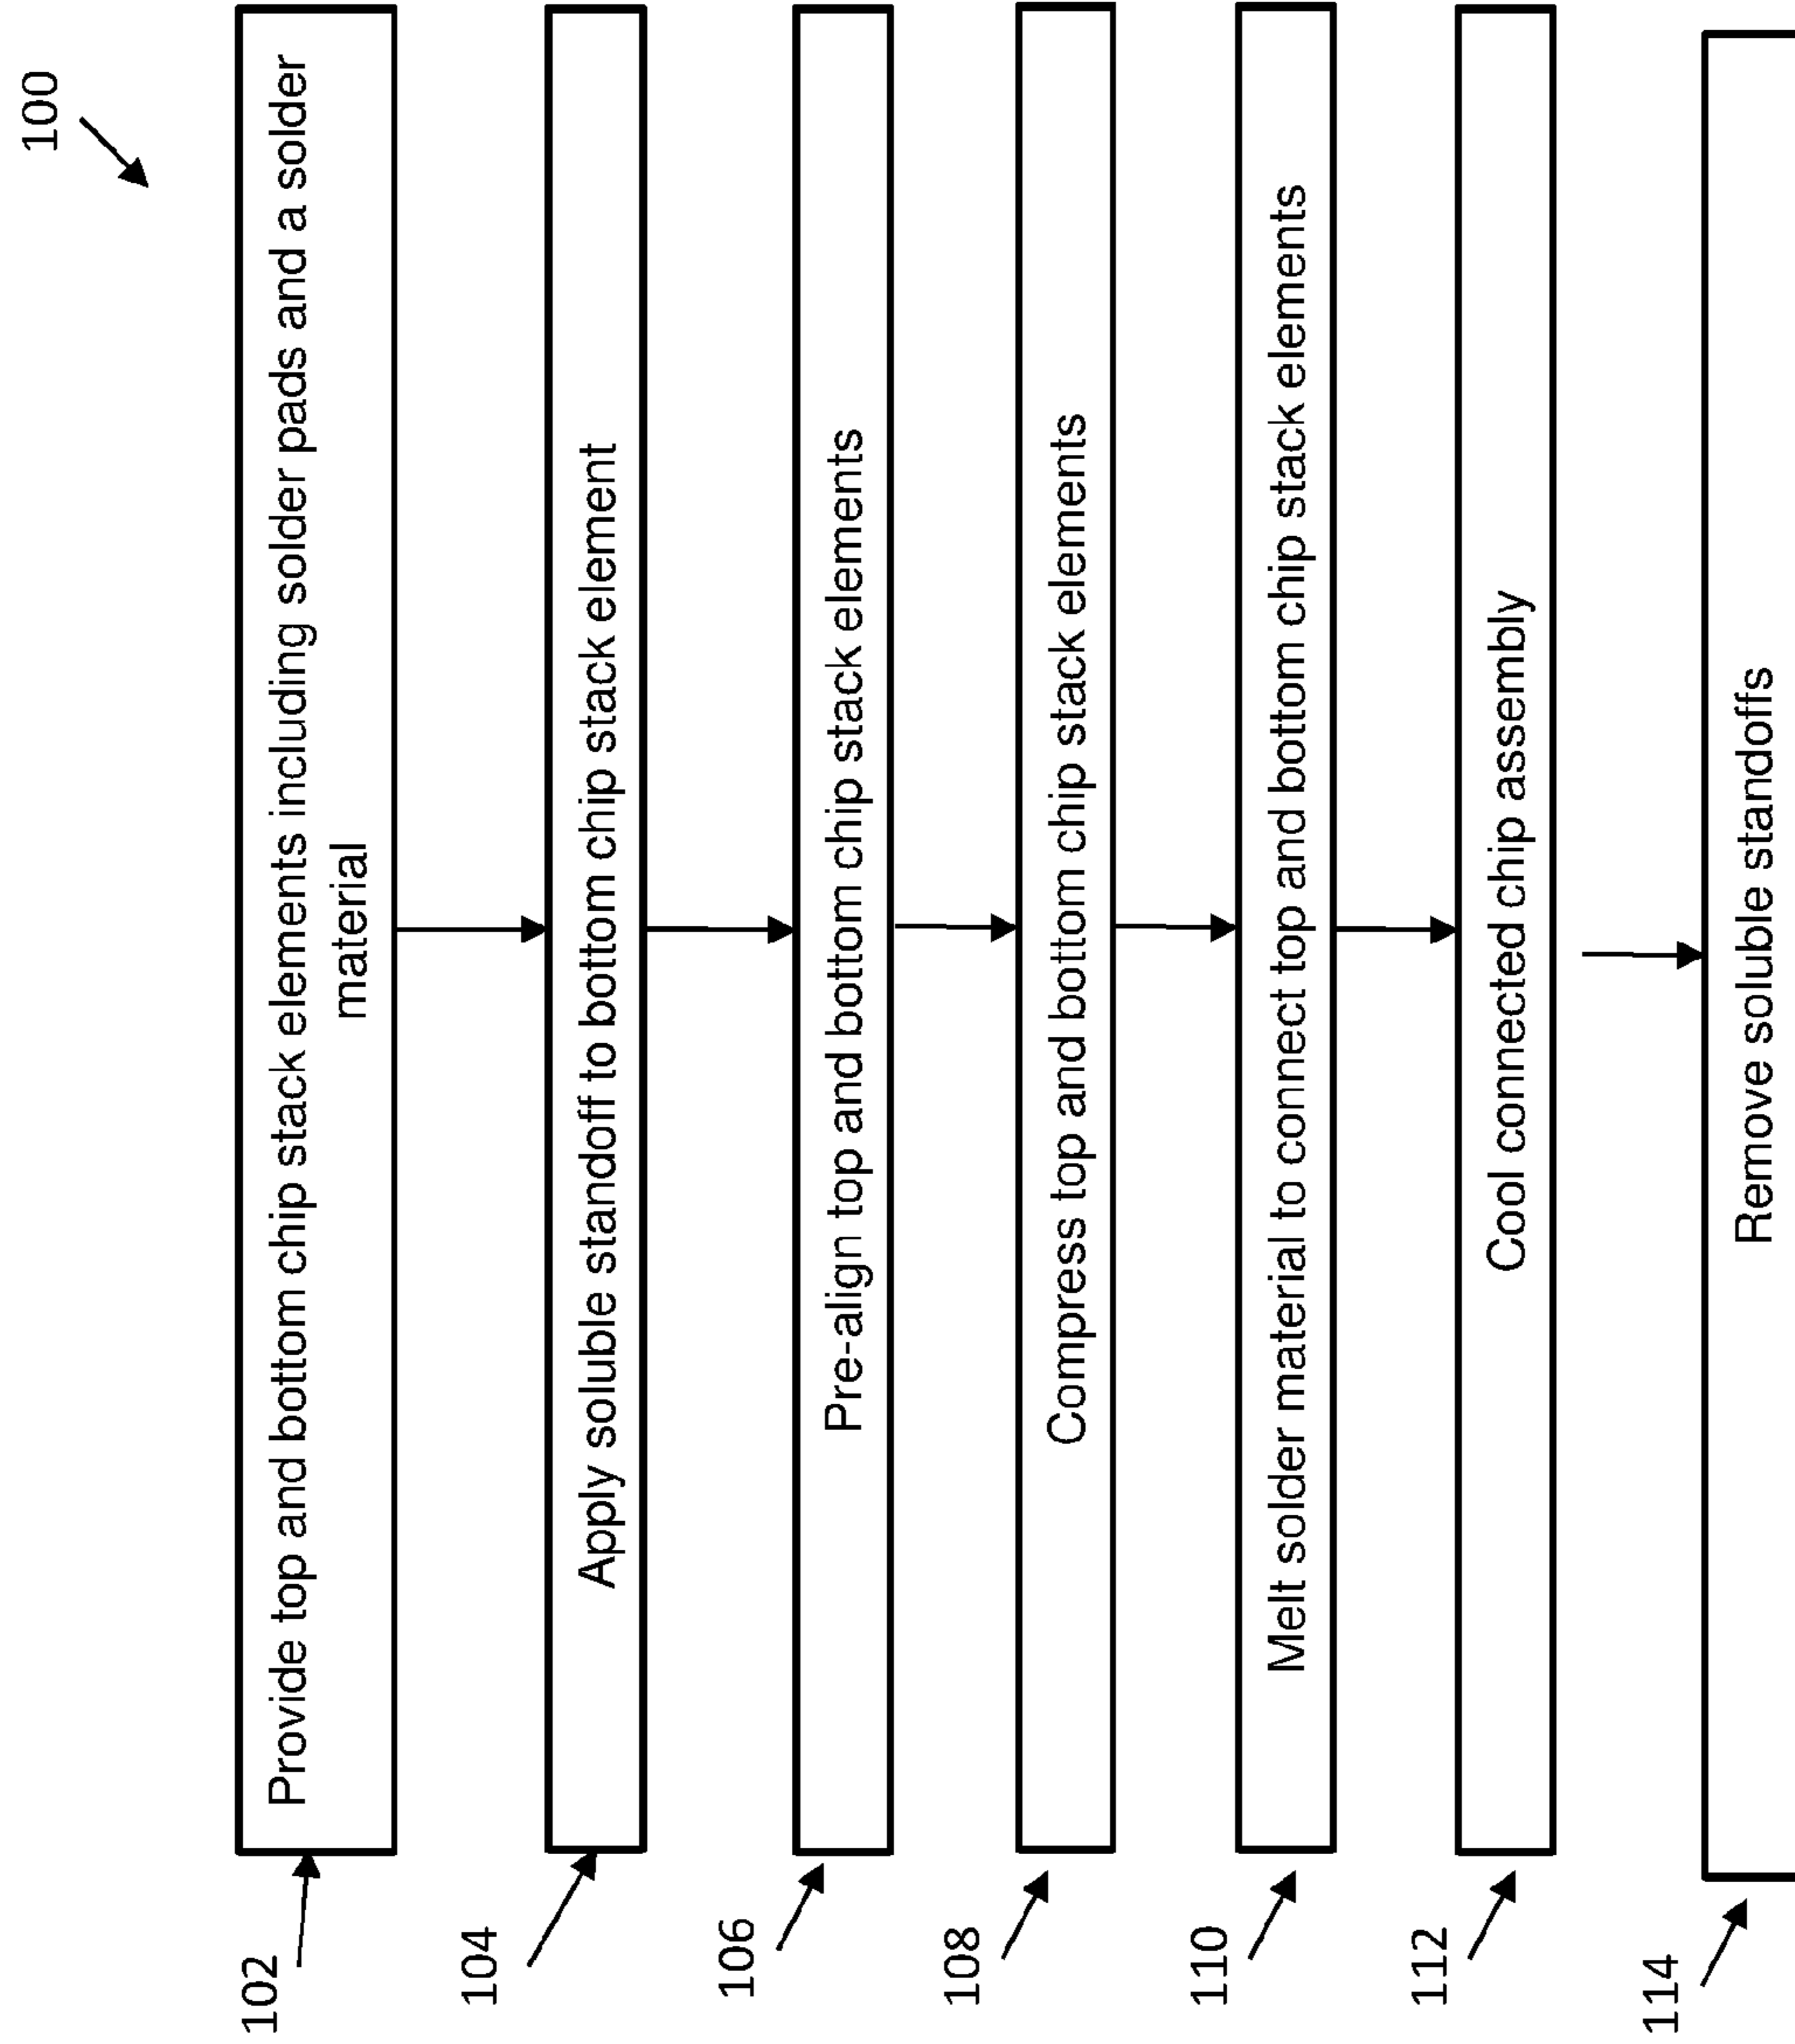 100
102
Provide top and bottom chip stack elements including solder pads and a solder
material
104
Apply soluble standoff to bottom chip stack element
106
Pre-align top and bottom chip stack elements
108
Compress top and bottom chip stack elements
110
Melt solder material to connect top and bottom chip stack elements
112
Cool connected chip assembly
114
Remove soluble standoffs